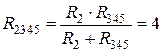 R₂₃₄₅ = (R₂ · R₃₄₅) / (R₂ + R₃₄₅) = 4